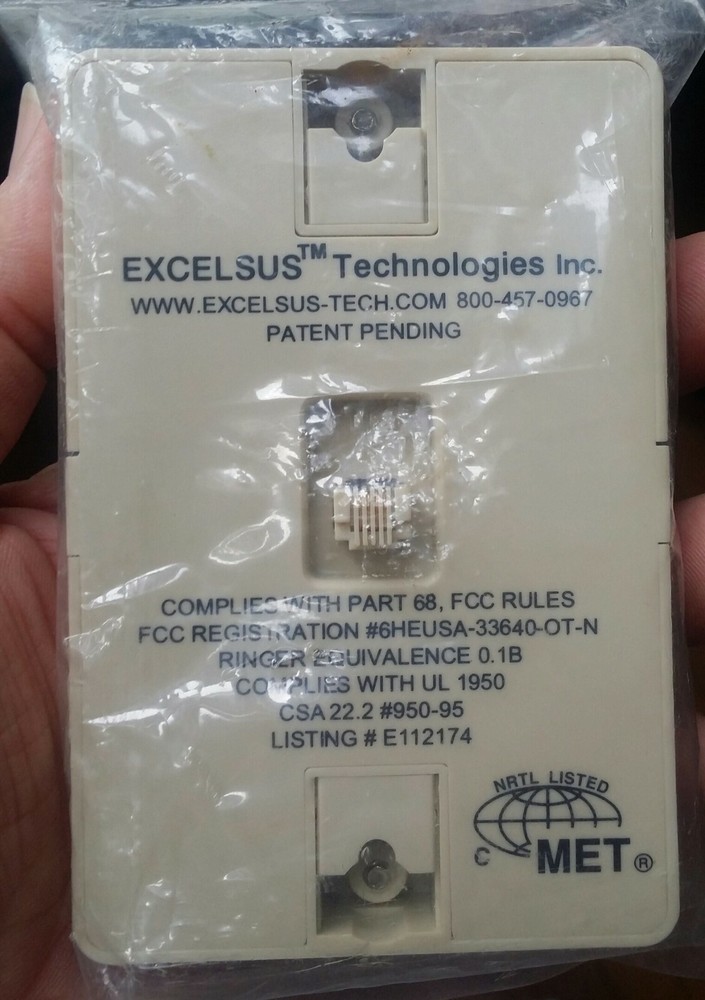 EXCELSUS™ Technologies Inc.
WWW.EXCELSUS-TECH.COM 800-457-0967
PATENT PENDING
COMPLIES WITH PART 68, FCC RULES
FCC REGISTRATION #6HEUSA-33640-OT-N
RINGER EQUIVALENCE 0.1B
COMPLIES WITH UL 1950
CSA 22.2 #950-95
LISTING # E112174
NRTL LISTED
C MET®